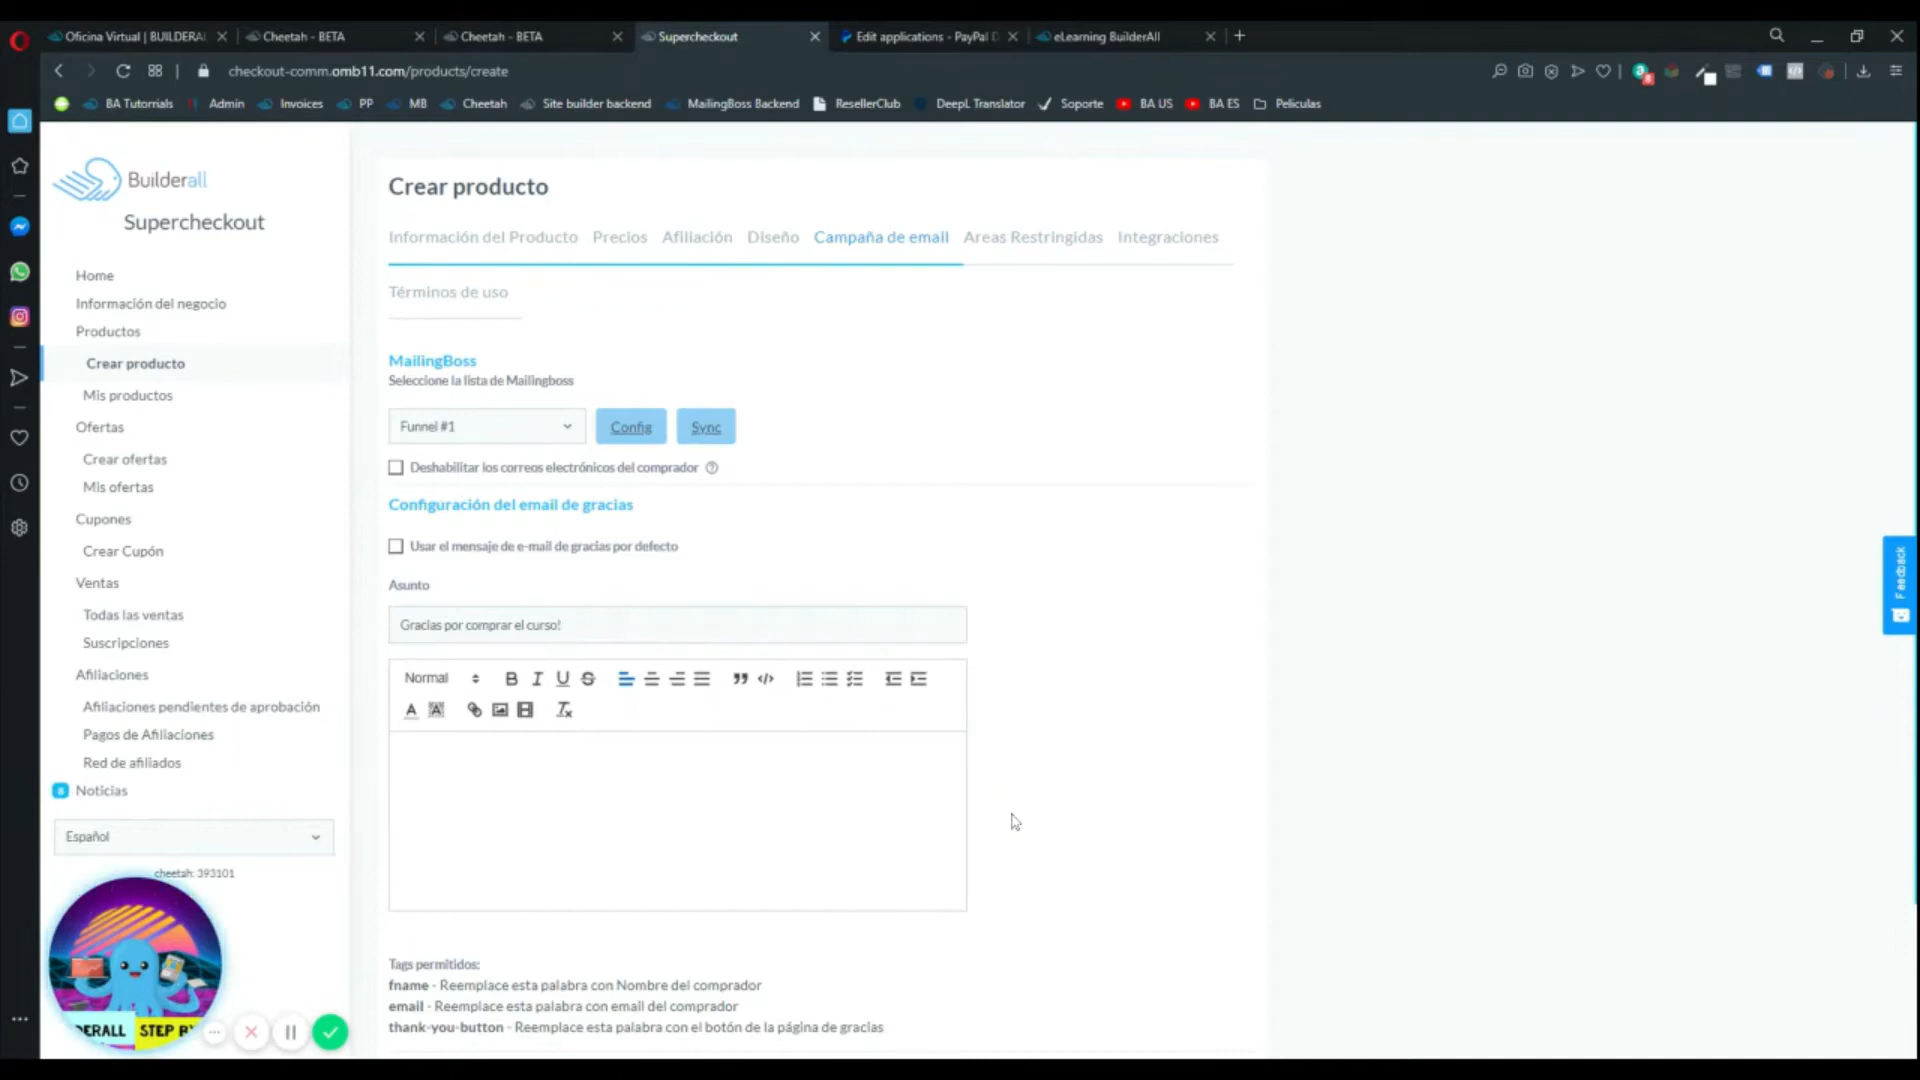 Oficina Virtual | BUILDERAL
Cheetah - BETA
Cheetah - BETA
Supercheckout
Edit applications - PayPal D
eLearning BuilderAll
checkout-comm.omb11.com/products/create
BA Tutorrials
Admin
Invoices
PP
MB
Cheetah
Site builder backend
MailingBoss Backend
ResellerClub
DeepL Translator
Soporte
BA US
BA ES
Peliculas
Builderall
Supercheckout
Home
Información del negocio
Productos
Crear producto
Mis productos
Ofertas
Crear ofertas
Mis ofertas
Cupones
Crear Cupón
Ventas
Todas las ventas
Suscripciones
Afiliaciones
Afiliaciones pendientes de aprobación
Pagos de Afiliaciones
Red de afiliados
Noticias
Español
cheetah: 393101
DERALL STEP BY
Crear producto
Información del Producto
Precios
Afiliación
Diseño
Campaña de email
Areas Restringidas
Integraciones
Términos de uso
MailingBoss
Seleccione la lista de Mailingboss
Funnel #1
Config
Sync
Deshabilitar los correos electrónicos del comprador
Configuración del email de gracias
Usar el mensaje de e-mail de gracias por defecto
Asunto
Gracias por comprar el curso!
Normal
Tags permitidos:
fname - Reemplace esta palabra con Nombre del comprador
email - Reemplace esta palabra con email del comprador
thank-you-button - Reemplace esta palabra con el botón de la página de gracias
Feedback